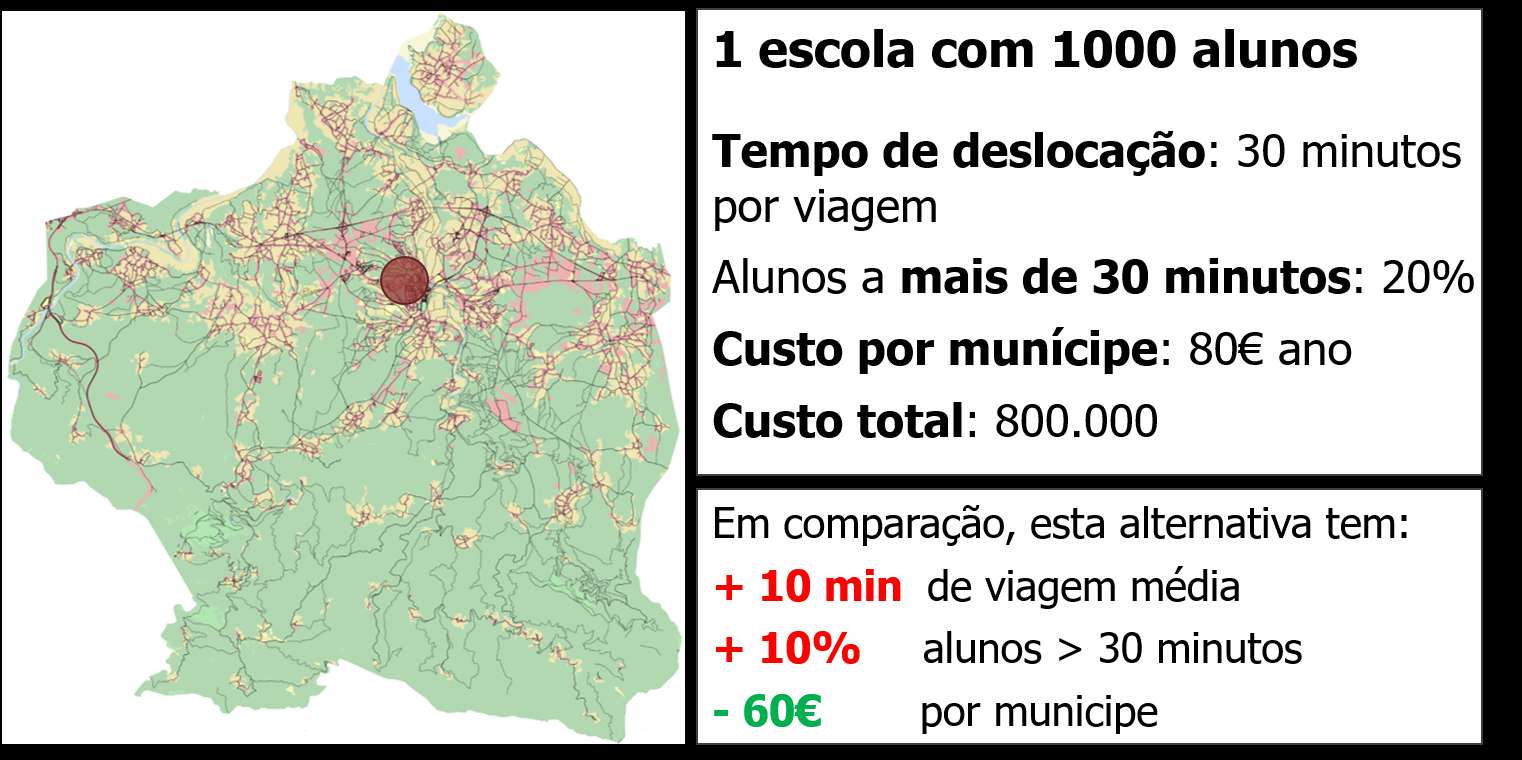 1 escola com 1000 alunos
Tempo de deslocação: 30 minutos
por viagem
Alunos a mais de 30 minutos: 20%
Custo por munícipe: 80€ ano
Custo total: 800.000
Em comparação, esta alternativa tem:
+ 10 min de viagem média
+ 10% alunos > 30 minutos
- 60€ por municipe